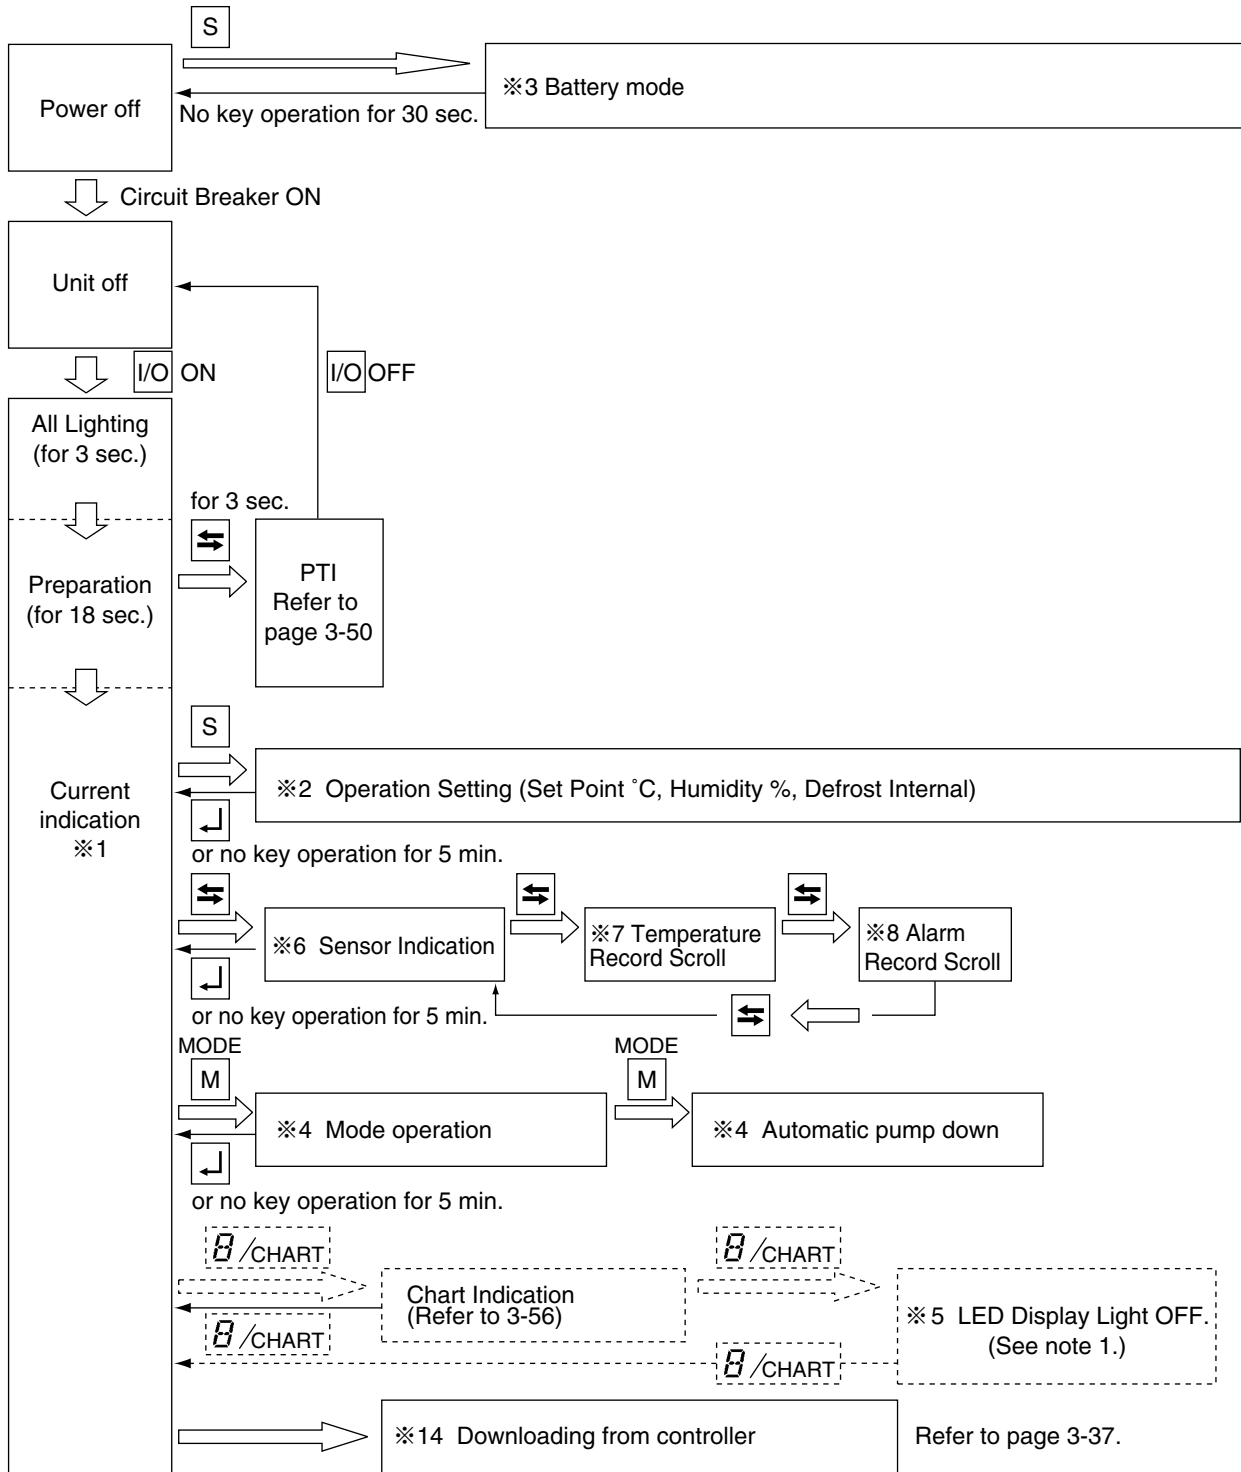 S
Power off
※3 Battery mode
No key operation for 30 sec.
Circuit Breaker ON
Unit off
I/O ON
I/O OFF
All Lighting
(for 3 sec.)
for 3 sec.
Preparation
(for 18 sec.)
PTI
Refer to
page 3-50
S
Current
indication
※1
※2 Operation Setting (Set Point ˚C, Humidity %, Defrost Internal)
or no key operation for 5 min.
※6 Sensor Indication
※7 Temperature
Record Scroll
※8 Alarm
Record Scroll
or no key operation for 5 min.
MODE
M
MODE
M
※4 Mode operation
※4 Automatic pump down
or no key operation for 5 min.
8/CHART
8/CHART
Chart Indication
(Refer to 3-56)
※5 LED Display Light OFF.
(See note 1.)
8/CHART
8/CHART
※14 Downloading from controller
Refer to page 3-37.